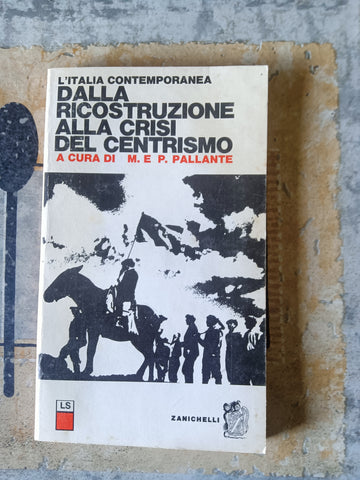 L'ITALIA CONTEMPORANEA
DALLA
RICOSTRUZIONE
ALLA CRISI
DEL CENTRISMO
A CURA DI M. E P. PALLANTE
LS
ZANICHELLI